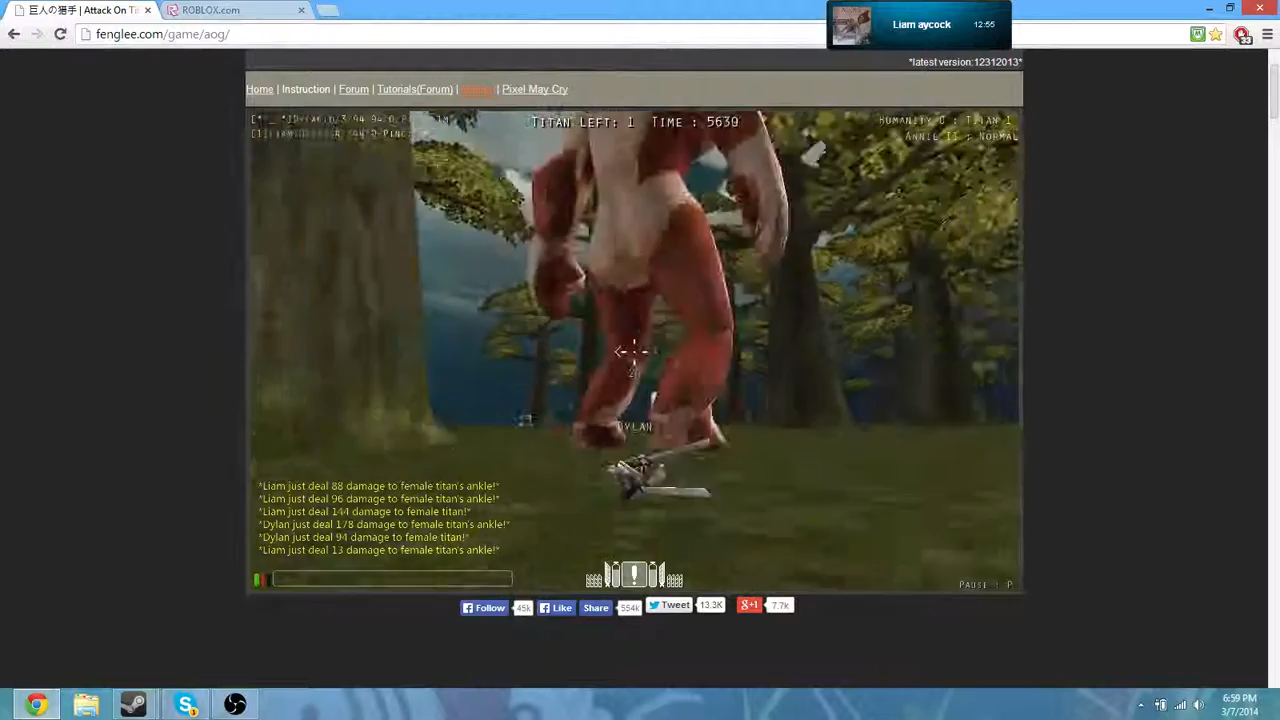 巨人の猎手 | Attack On Ti
ROBLOX.com
Liam aycock 12:55
fenglee.com/game/aog/
33
*latest version:12312013*
Home | Instruction | Forum | Tutorials(Forum) | | Pixel May Cry
TITAN LEFT: 1 TIME : 5639
HUMANITY 0 : TITAN 1
ANNIE II : NORMAL
DYLAN
*Liam just deal 88 damage to female titan's ankle!*
*Liam just deal 96 damage to female titan's ankle!*
*Liam just deal 144 damage to female titan!*
*Dylan just deal 178 damage to female titan's ankle!*
*Dylan just deal 94 damage to female titan!*
*Liam just deal 13 damage to female titan's ankle!*
PAUSE : P
Follow 45k Like Share 554k Tweet 13.3K +1 7.7k
6:59 PM
3/7/2014